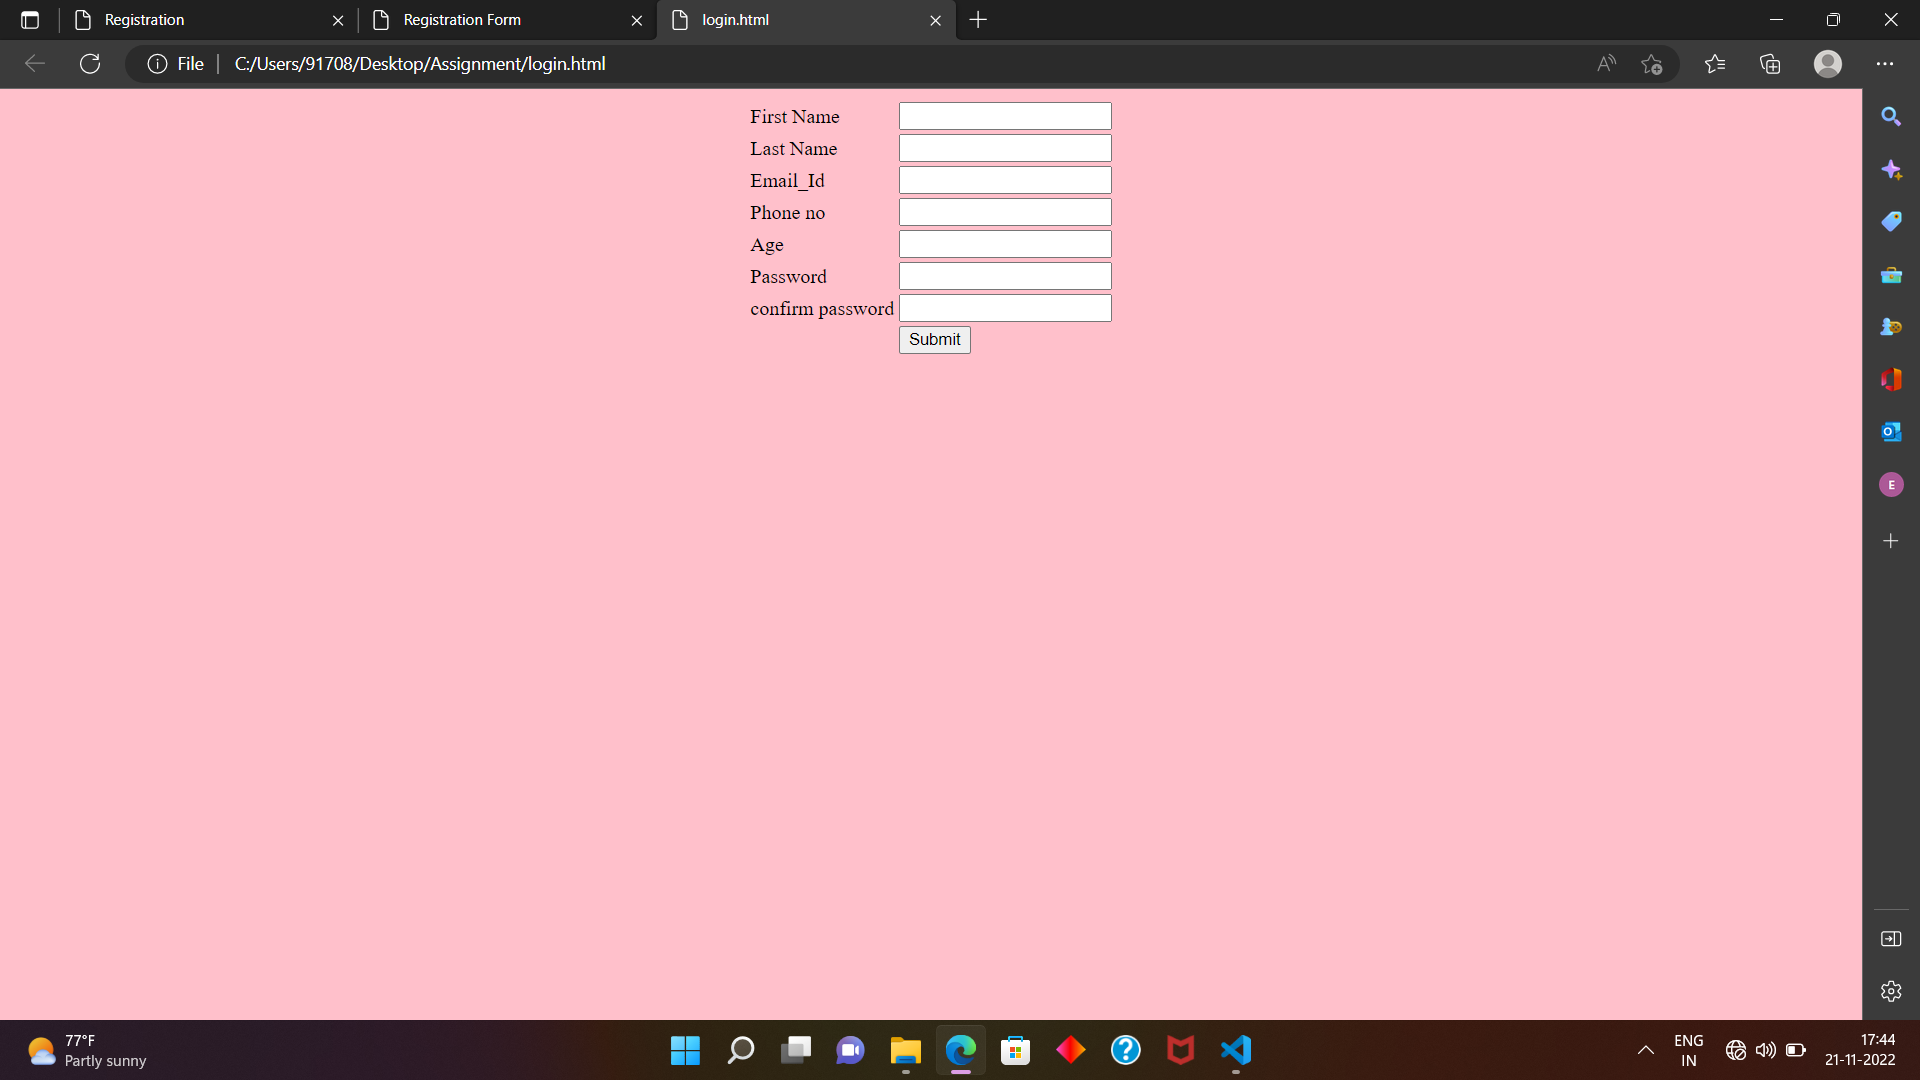 Registration
Registration Form
login.html
File
C:/Users/91708/Desktop/Assignment/login.html
First Name
Last Name
Email_Id
Phone no
Age
Password
confirm password
Submit
E
77°F
Partly sunny
ENG
IN
17:44
21-11-2022